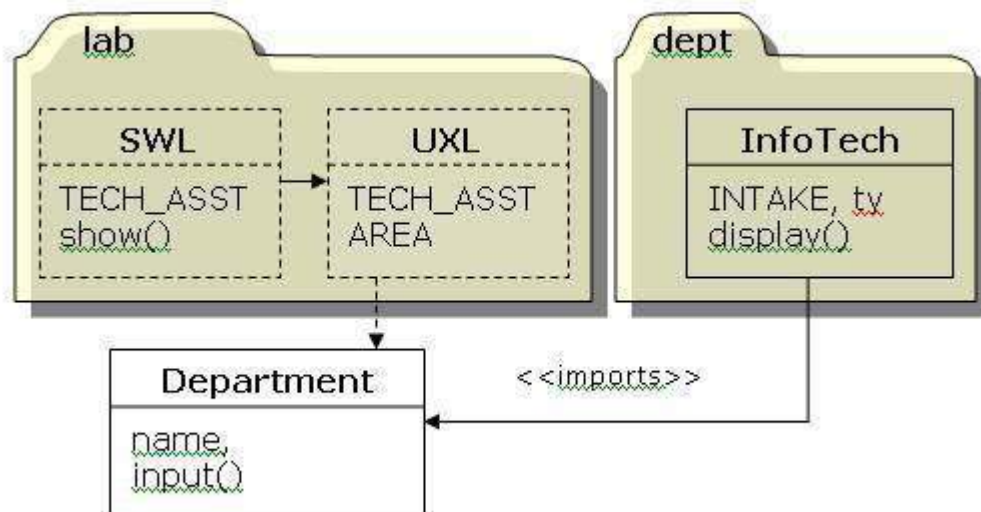 lab
dept
SWL
TECH_ASST
show()
UXL
TECH_ASST
AREA
InfoTech
INTAKE, ty
display()
Department
name,
input()
<<imports>>